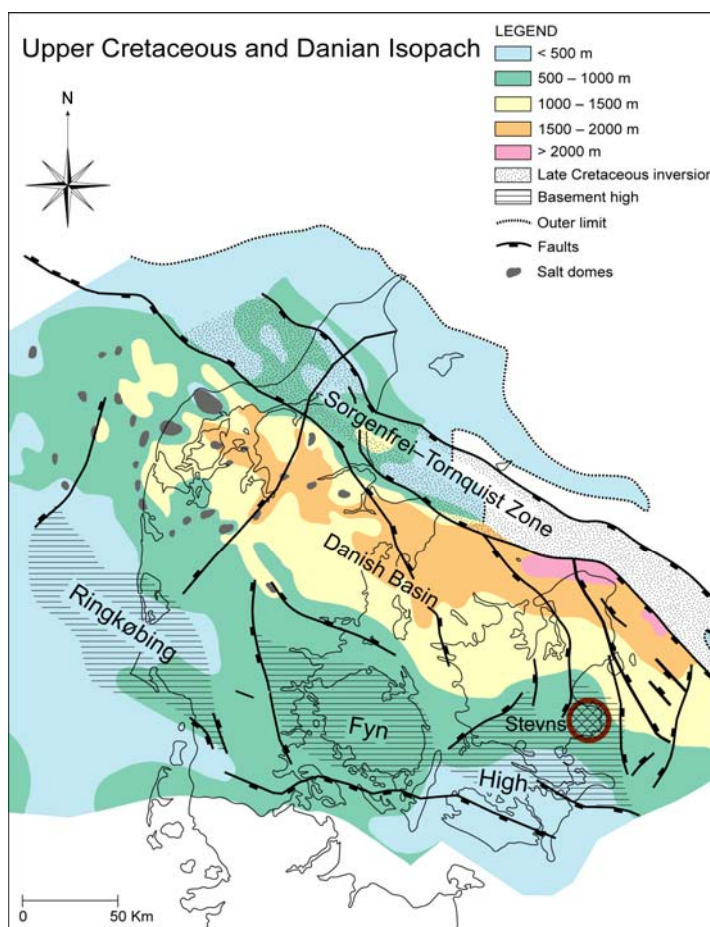 Upper Cretaceous and Danian Isopach
LEGEND
< 500 m
500 – 1000 m
1000 – 1500 m
1500 – 2000 m
> 2000 m
Late Cretaceous inversion
Basement high
Outer limit
Faults
Salt domes
N
Sorgenfrei–Tornquist Zone
Danish Basin
Ringkøbing
Fyn
Stevns
High
0 50 Km